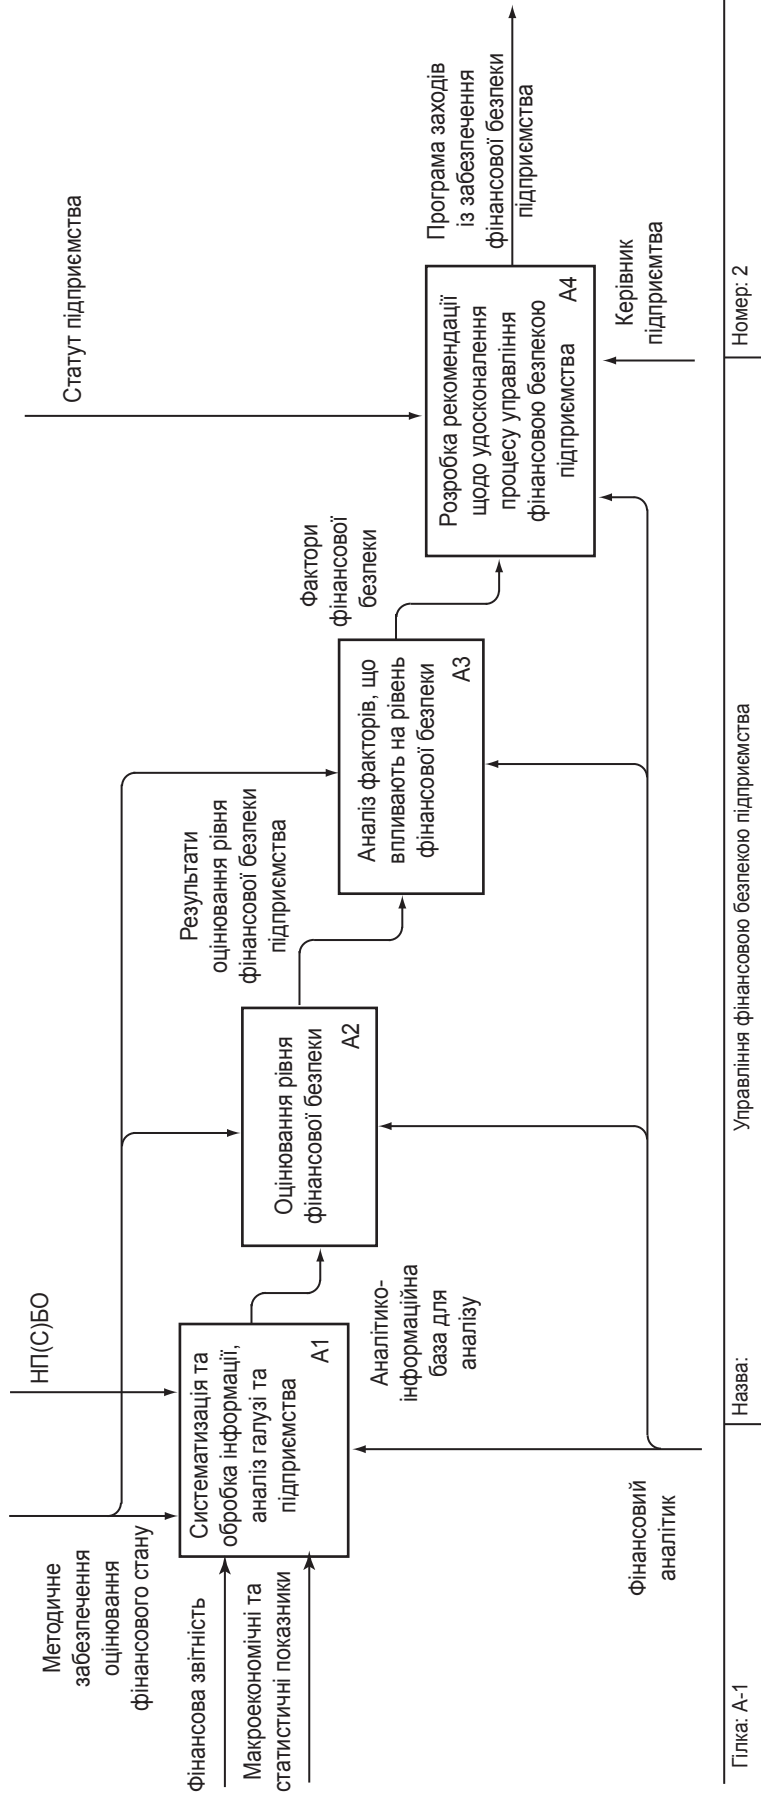 Методичне
забезпечення
оцінювання
фінансового стану
НП(С)БО
Статут підприємства
Фінансова звітність
Макроекономічні та
статистичні показники
Систематизація та
обробка інформації,
аналіз галузі та
підприємства
А1
Аналітико-
інформаційна
база для
аналізу
Оцінювання рівня
фінансової безпеки
А2
Результати
оцінювання рівня
фінансової безпеки
підприємства
Аналіз факторів, що
впливають на рівень
фінансової безпеки
А3
Фактори
фінансової
безпеки
Розробка рекомендації
щодо удосконалення
процесу управління
фінансовою безпекою
підприємства
А4
Програма заходів
із забезпечення
фінансової безпеки
підприємства
Фінансовий
аналітик
Керівник
підприємтва
Гілка: А-1
Назва:
Управління фінансовою безпекою підприємства
Номер: 2